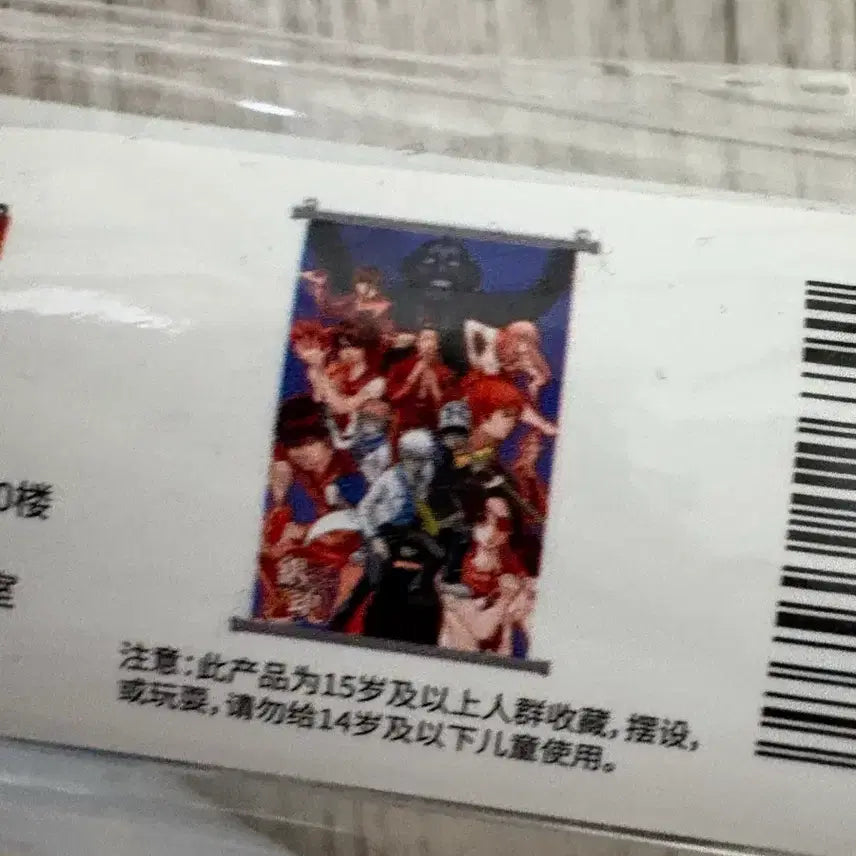 0楼
室
注意：此产品为15岁及以上人群收藏，摆设，
或玩耍，请勿给14岁及以下儿童使用。